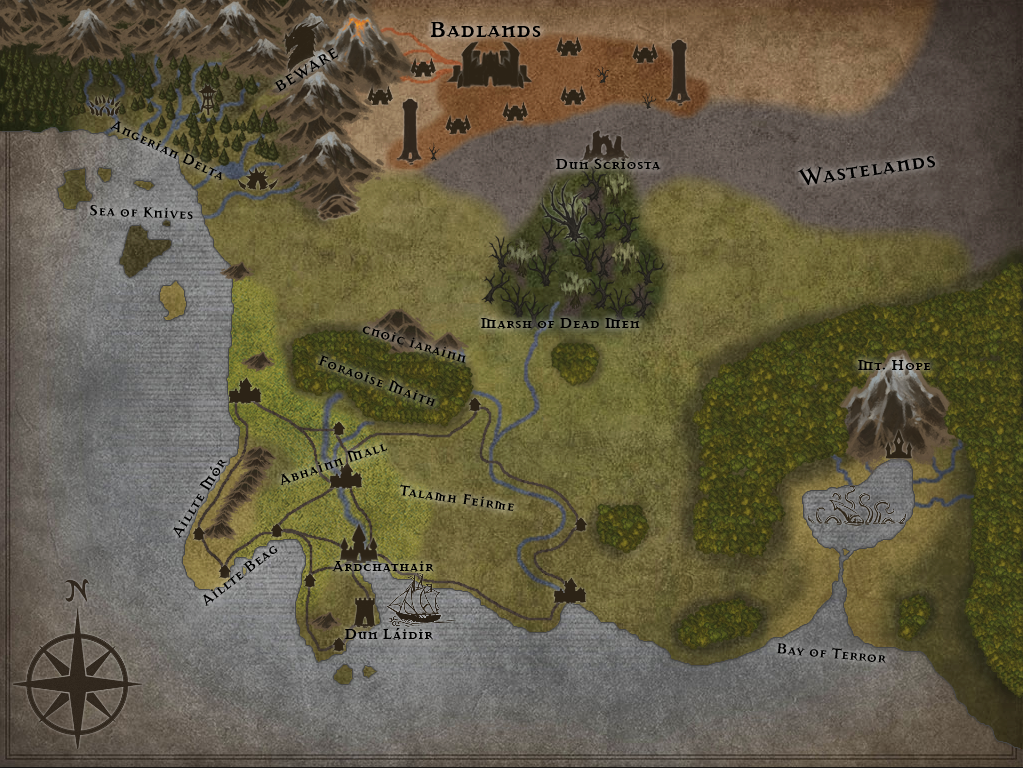 Badlands
BEWARE
Angerian Delta
Dun Scriosta
Wastelands
Sea of Knives
Marsh of Dead Men
Cnoic Iarainn
Foraoise Maith
Mt. Hope
Abhainn Mall
Aillte Mór
Talamh Feirme
Ardchathair
Aillte Beag
N
Dun Láidir
Bay of Terror